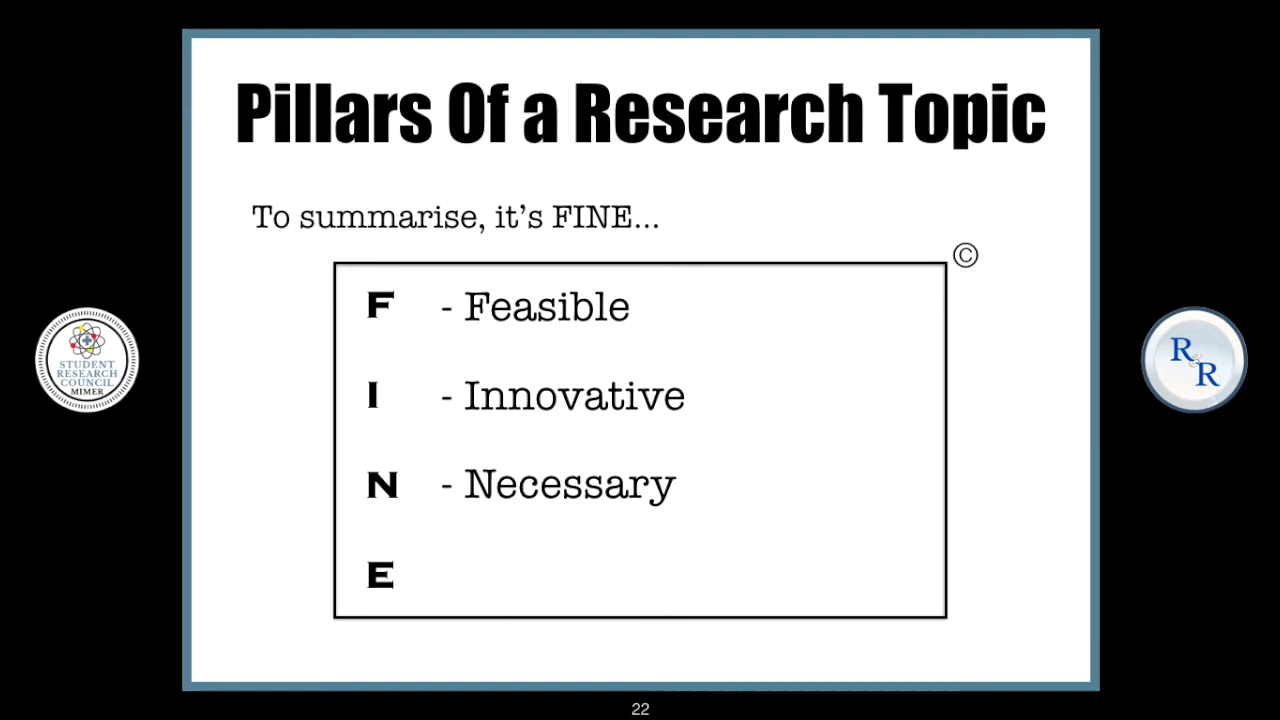 Pillars Of a Research Topic
To summarise, it's FINE...
©
F - Feasible
I - Innovative
N - Necessary
E
STUDENT
RESEARCH
COUNCIL
MIMER
R&R
22